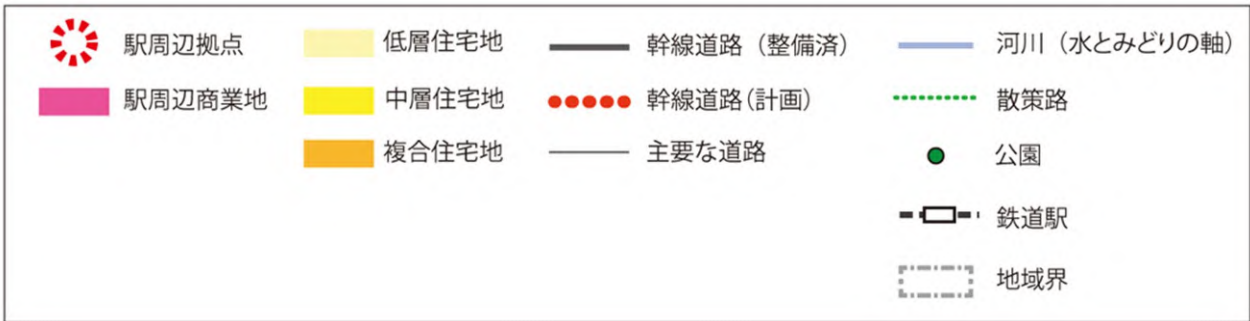 駅周辺拠点
駅周辺商業地
低層住宅地
中層住宅地
複合住宅地
幹線道路（整備済）
幹線道路（計画）
主要な道路
河川（水とみどりの軸）
散策路
公園
鉄道駅
地域界